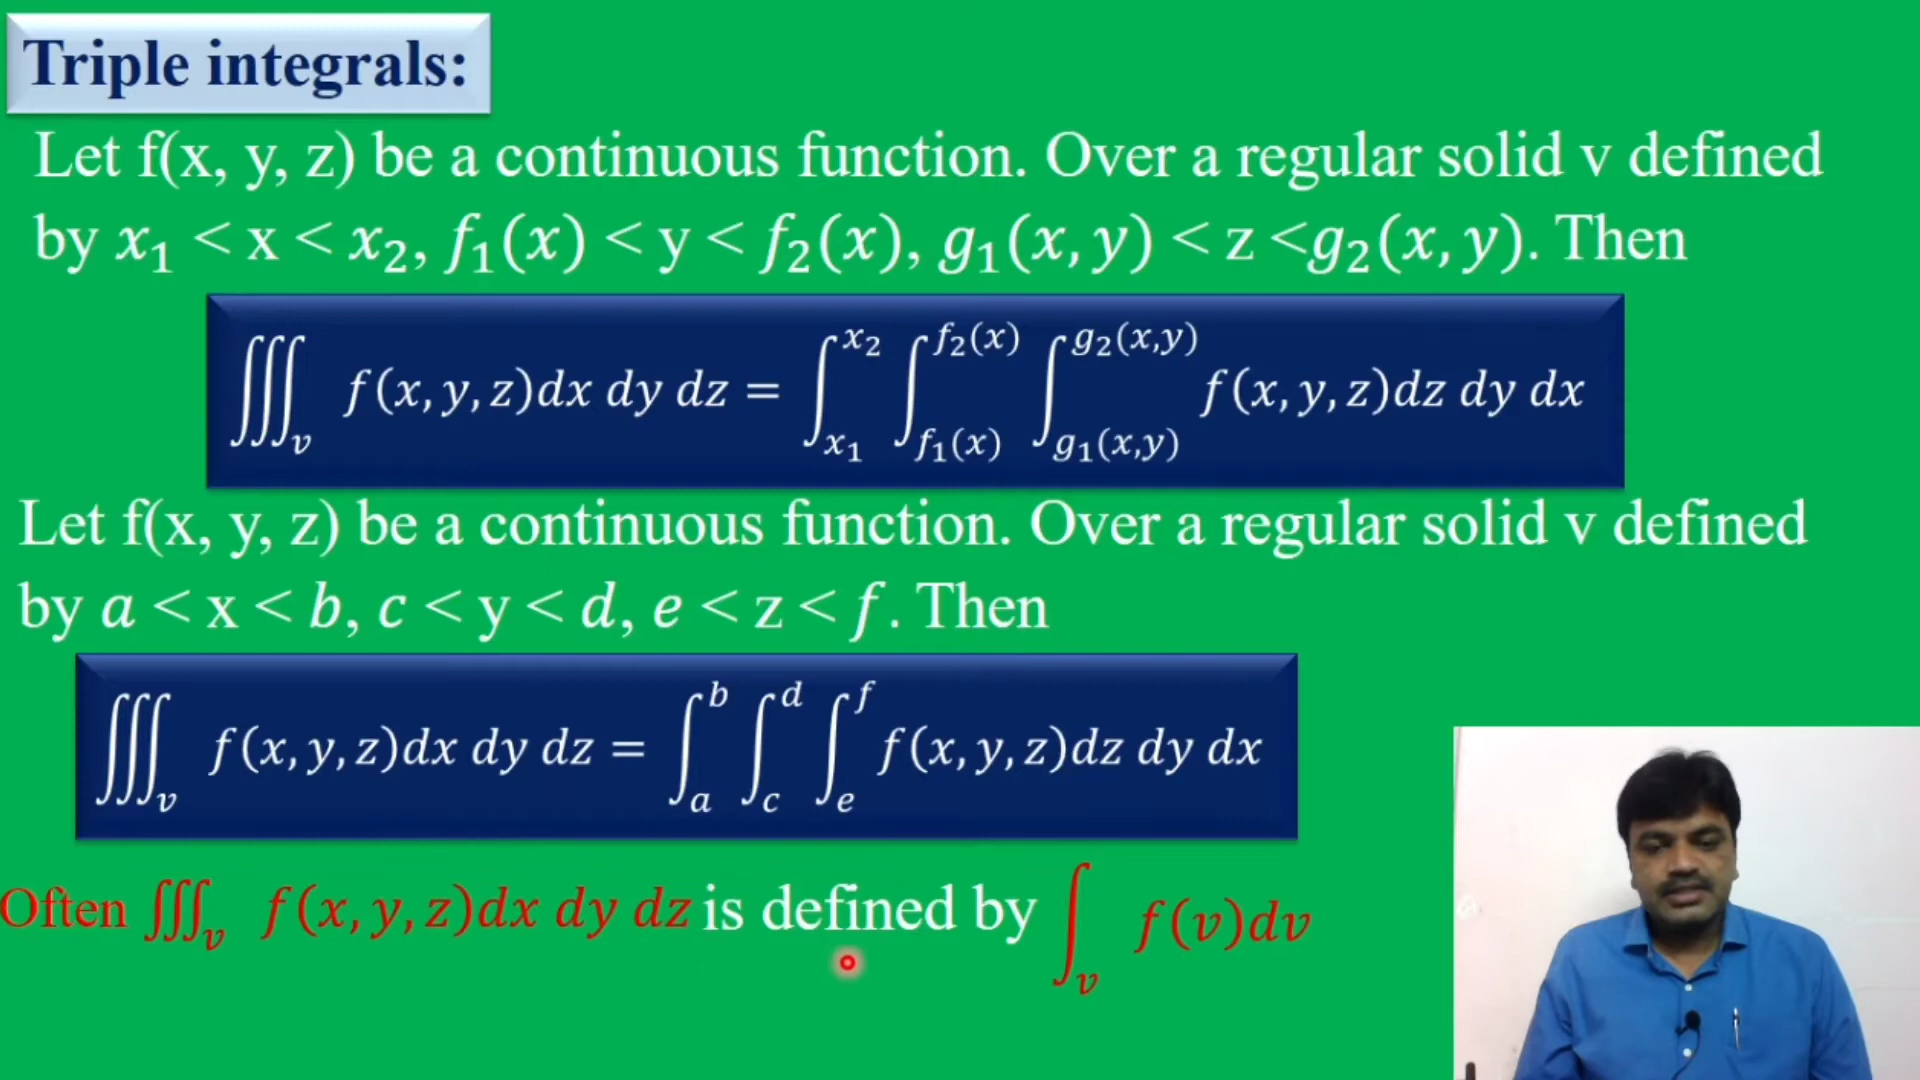 Triple integrals:
Let f(x, y, z) be a continuous function. Over a regular solid v defined
by x₁ < x < x₂, f₁(x) < y < f₂(x), g₁(x, y) < z <g₂(x, y). Then
∭ᵥ f(x, y, z)dx dy dz = ∫_{x₁}^{x₂} ∫_{f₁(x)}^{f₂(x)} ∫_{g₁(x,y)}^{g₂(x,y)} f(x, y, z)dz dy dx
Let f(x, y, z) be a continuous function. Over a regular solid v defined
by a < x < b, c < y < d, e < z < f. Then
∭ᵥ f(x, y, z)dx dy dz = ∫_a^b ∫_c^d ∫_e^f f(x, y, z)dz dy dx
Often ∭ᵥ f(x, y, z)dx dy dz is defined by ∫ᵥ f(v)dv